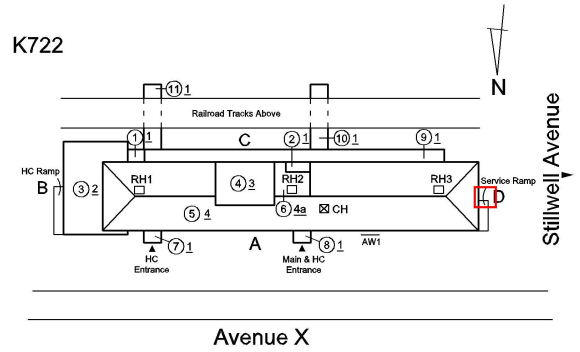 K722
N
11 1
Railroad Tracks Above
1 1
C
2 1
10 1
9 1
HC Ramp
B
3 2
RH1
4 3
RH2
RH3
Service Ramp
D
Stillwell Avenue
5 4
6 4a
CH
7 1
A
8 1
AW1
HC
Entrance
Main & HC
Entrance
Avenue X